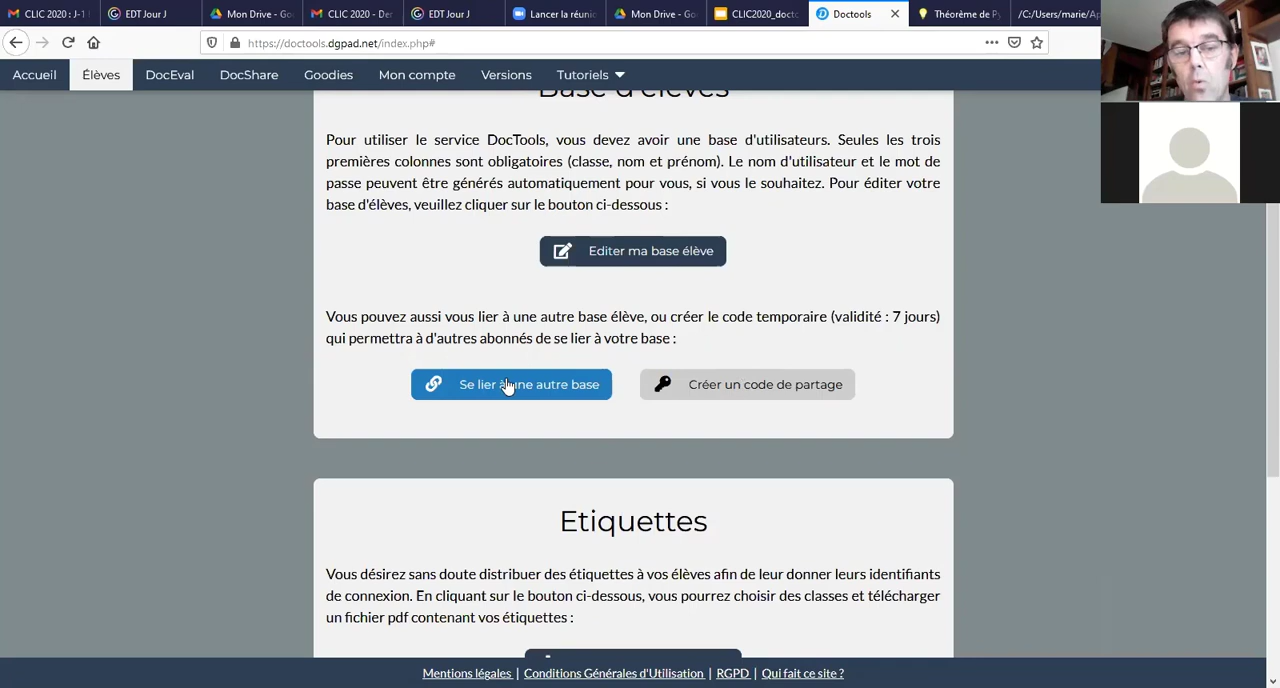 CLIC 2020 : J-1
EDT Jour J
Mon Drive - Go
CLIC 2020 - Der
EDT Jour J
Lancer la réuni
Mon Drive - Go
CLIC2020_docto
Doctools
Théorème de Py
/C:/Users/marie/Ap
https://doctools.dgpad.net/index.php#
Accueil Élèves DocEval DocShare Goodies Mon compte Versions Tutoriels
Base d'élèves
Pour utiliser le service DocTools, vous devez avoir une base d'utilisateurs. Seules les trois
premières colonnes sont obligatoires (classe, nom et prénom). Le nom d'utilisateur et le mot de
passe peuvent être générés automatiquement pour vous, si vous le souhaitez. Pour éditer votre
base d'élèves, veuillez cliquer sur le bouton ci-dessous :
Editer ma base élève
Vous pouvez aussi vous lier à une autre base élève, ou créer le code temporaire (validité : 7 jours)
qui permettra à d'autres abonnés de se lier à votre base :
Se lier à une autre base
Créer un code de partage
Etiquettes
Vous désirez sans doute distribuer des étiquettes à vos élèves afin de leur donner leurs identifiants
de connexion. En cliquant sur le bouton ci-dessous, vous pourrez choisir des classes et télécharger
un fichier pdf contenant vos étiquettes :
Mentions légales | Conditions Générales d'Utilisation | RGPD | Qui fait ce site ?